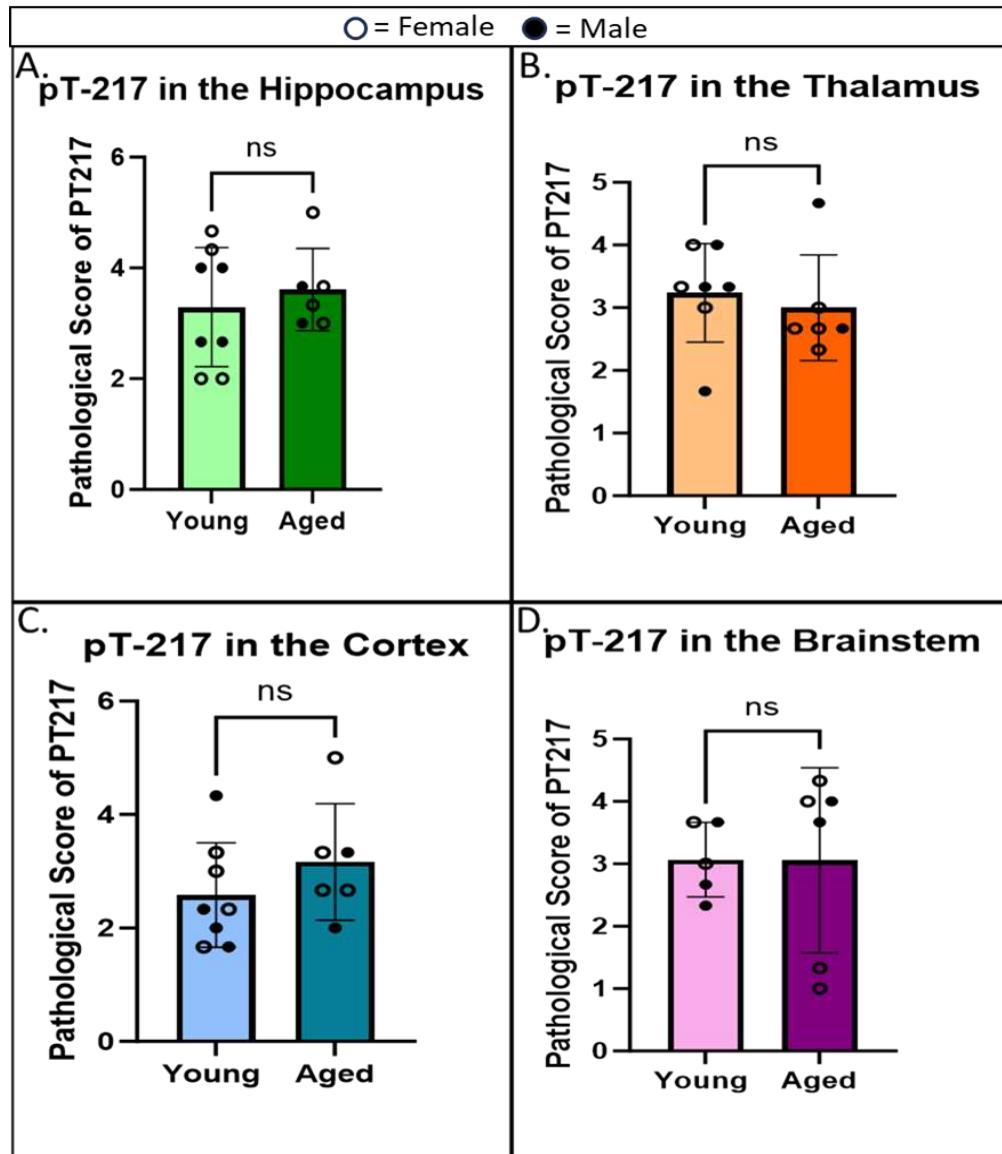 = Female = Male
A.
pT-217 in the Hippocampus
ns
Pathological Score of PT217
6
4
2
0
Young Aged
B.
pT-217 in the Thalamus
ns
Pathological Score of PT217
5
4
3
2
1
0
Young Aged
C.
pT-217 in the Cortex
ns
Pathological Score of PT217
6
4
2
0
Young Aged
D.
pT-217 in the Brainstem
ns
Pathological Score of PT217
5
4
3
2
1
0
Young Aged